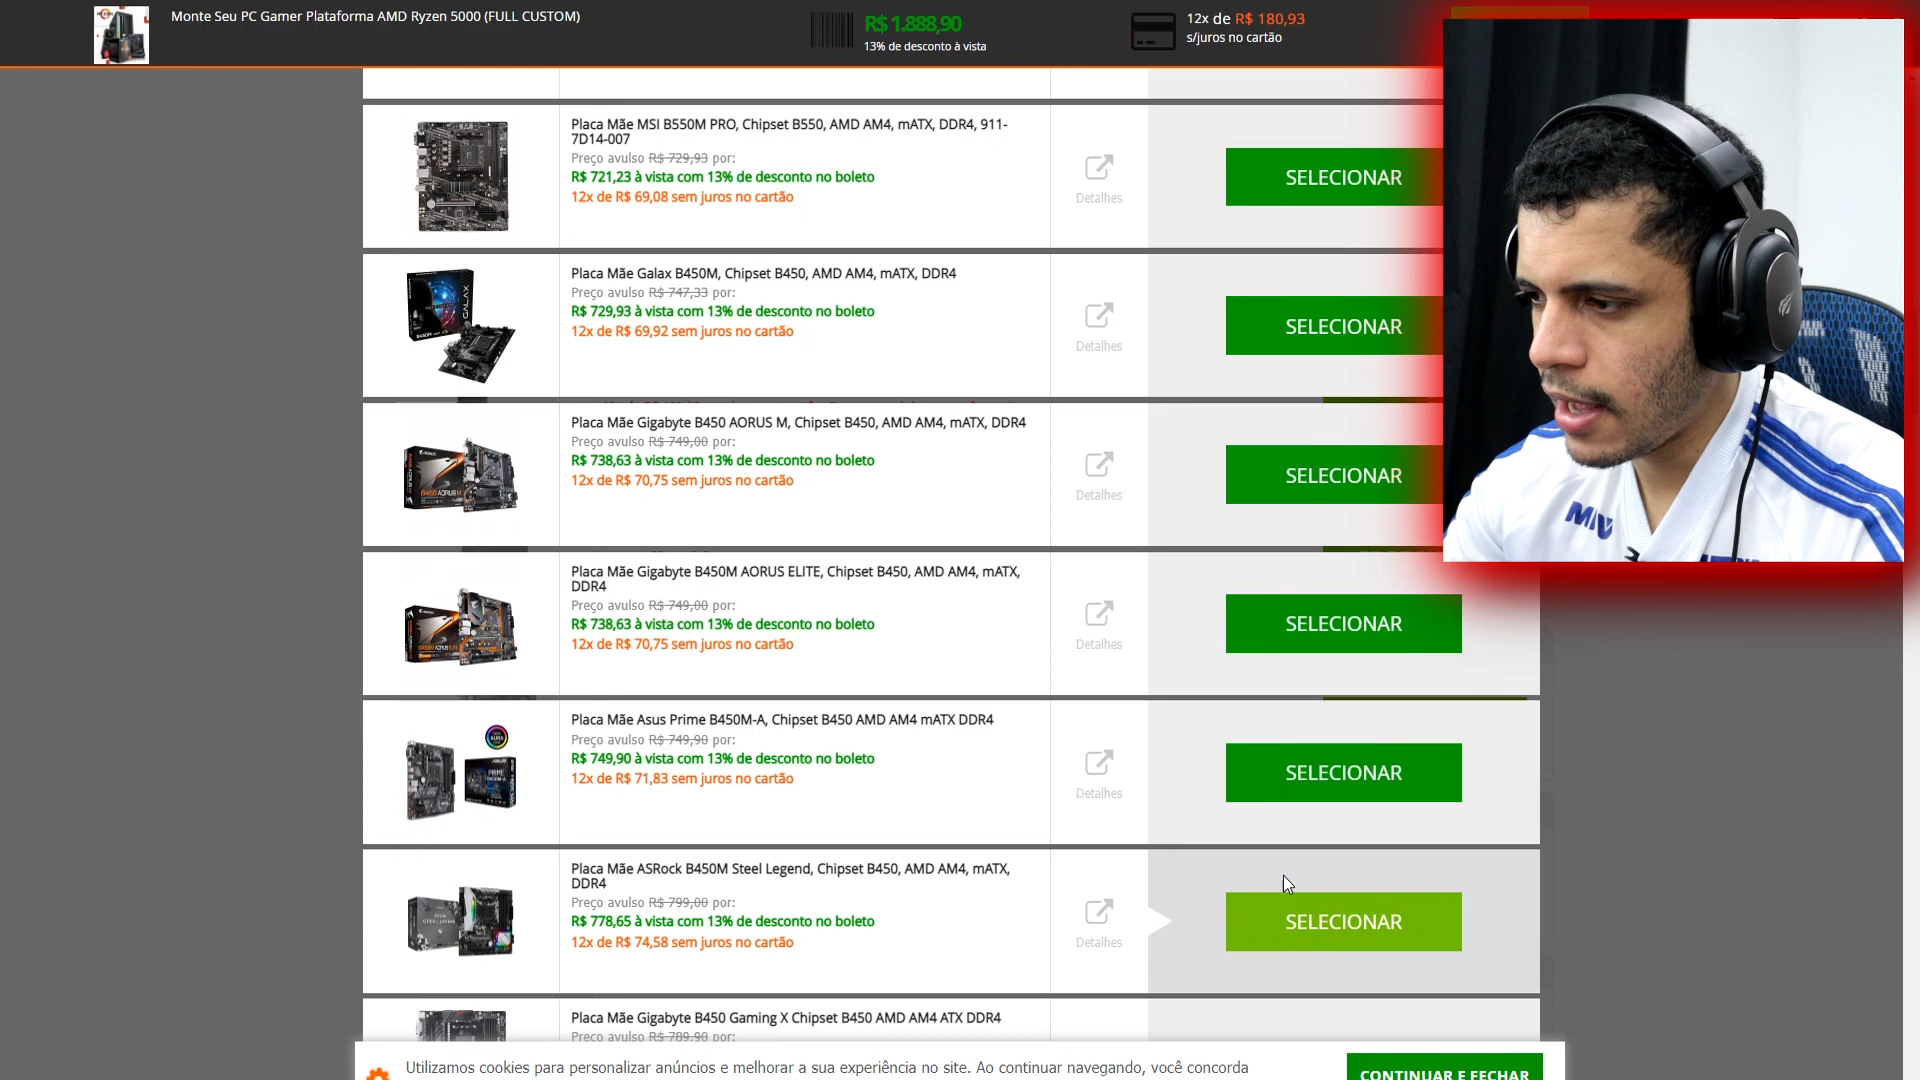 Monte Seu PC Gamer Plataforma AMD Ryzen 5000 (FULL CUSTOM)
R$ 1.888,90
13% de desconto à vista
12x de R$ 180,93
s/juros no cartão
Placa Mãe MSI B550M PRO, Chipset B550, AMD AM4, mATX, DDR4, 911-
7D14-007
Preço avulso R$ 729,93 por:
R$ 721,23 à vista com 13% de desconto no boleto
12x de R$ 69,08 sem juros no cartão
Detalhes
SELECIONAR
Placa Mãe Galax B450M, Chipset B450, AMD AM4, mATX, DDR4
Preço avulso R$ 747,33 por:
R$ 729,93 à vista com 13% de desconto no boleto
12x de R$ 69,92 sem juros no cartão
Detalhes
SELECIONAR
GALAX
Placa Mãe Gigabyte B450 AORUS M, Chipset B450, AMD AM4, mATX, DDR4
Preço avulso R$ 749,00 por:
R$ 738,63 à vista com 13% de desconto no boleto
12x de R$ 70,75 sem juros no cartão
Detalhes
SELECIONAR
Placa Mãe Gigabyte B450M AORUS ELITE, Chipset B450, AMD AM4, mATX,
DDR4
Preço avulso R$ 749,00 por:
R$ 738,63 à vista com 13% de desconto no boleto
12x de R$ 70,75 sem juros no cartão
Detalhes
SELECIONAR
Placa Mãe Asus Prime B450M-A, Chipset B450 AMD AM4 mATX DDR4
Preço avulso R$ 749,90 por:
R$ 749,90 à vista com 13% de desconto no boleto
12x de R$ 71,83 sem juros no cartão
Detalhes
SELECIONAR
Placa Mãe ASRock B450M Steel Legend, Chipset B450, AMD AM4, mATX,
DDR4
Preço avulso R$ 799,00 por:
R$ 778,65 à vista com 13% de desconto no boleto
12x de R$ 74,58 sem juros no cartão
Detalhes
SELECIONAR
Placa Mãe Gigabyte B450 Gaming X Chipset B450 AMD AM4 ATX DDR4
Preço avulso R$ 789,90 por:
Utilizamos cookies para personalizar anúncios e melhorar a sua experiência no site. Ao continuar navegando, você concorda
CONTINUAR E FECHAR